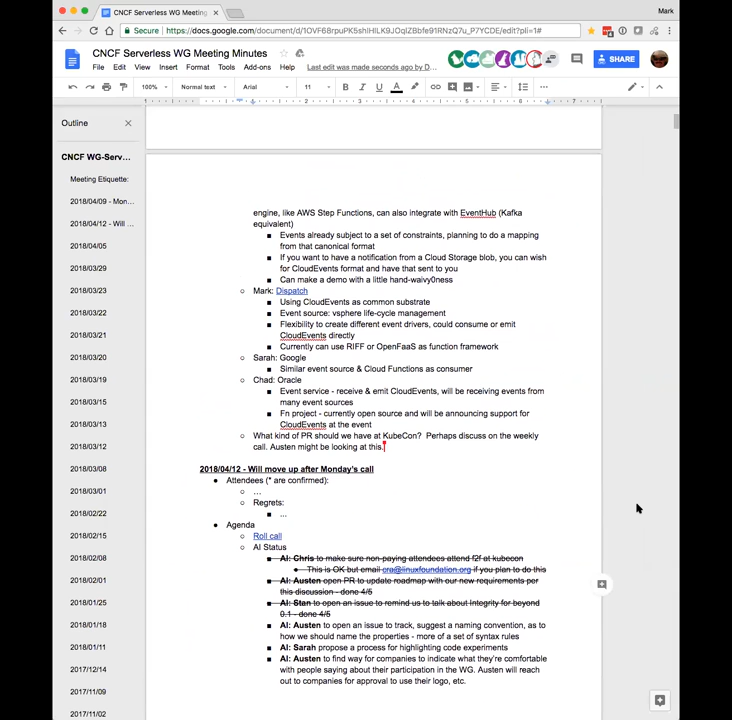 Mark
CNCF Serverless WG Meeting
Secure
https://docs.google.com/document/d/1OVF68rpuPK5shIHlLK9JOqIZBbfe91RNzQ7u_P7YCDE/edit?pli=1#
CNCF Serverless WG Meeting Minutes
File Edit View Insert Format Tools Add-ons Help Last edit was made seconds ago by D...
SHARE
100% Normal text Arial 11 B I U A
1 1 2 3 4 5 6 7
Outline
CNCF WG-Serv...
Meeting Etiquette:
2018/04/09 - Mon...
2018/04/12 - Will ...
2018/04/05
2018/03/29
2018/03/23
2018/03/22
2018/03/21
2018/03/20
2018/03/19
2018/03/15
2018/03/13
2018/03/12
2018/03/08
2018/03/01
2018/02/22
2018/02/15
2018/02/08
2018/02/01
2018/01/25
2018/01/18
2018/01/11
2017/12/14
2017/11/09
2017/11/02
engine, like AWS Step Functions, can also integrate with EventHub (Kafka
equivalent)
Events already subject to a set of constraints, planning to do a mapping
from that canonical format
If you want to have a notification from a Cloud Storage blob, you can wish
for CloudEvents format and have that sent to you
Can make a demo with a little hand-waivy0ness
Mark: Dispatch
Using CloudEvents as common substrate
Event source: vsphere life-cycle management
Flexibility to create different event drivers, could consume or emit
CloudEvents directly
Currently can use RIFF or OpenFaaS as function framework
Sarah: Google
Similar event source & Cloud Functions as consumer
Chad: Oracle
Event service - receive & emit CloudEvents, will be receiving events from
many event sources
Fn project - currently open source and will be announcing support for
CloudEvents at the event
What kind of PR should we have at KubeCon? Perhaps discuss on the weekly
call. Austen might be looking at this.
2018/04/12 - Will move up after Monday's call
Attendees (* are confirmed):
...
Regrets:
...
Agenda
Roll call
AI Status
AI: Chris to make sure non-paying attendees attend f2f at kubecon
This is OK but email cra@linuxfoundation.org if you plan to do this
AI: Austen open PR to update roadmap with our new requirements per
this discussion - done 4/5
AI: Stan to open an issue to remind us to talk about Integrity for beyond
0.1 - done 4/5
AI: Austen to open an issue to track, suggest a naming convention, as to
how we should name the properties - more of a set of syntax rules
AI: Sarah propose a process for highlighting code experiments
AI: Austen to find way for companies to indicate what they're comfortable
with people saying about their participation in the WG. Austen will reach
out to companies for approval to use their logo, etc.